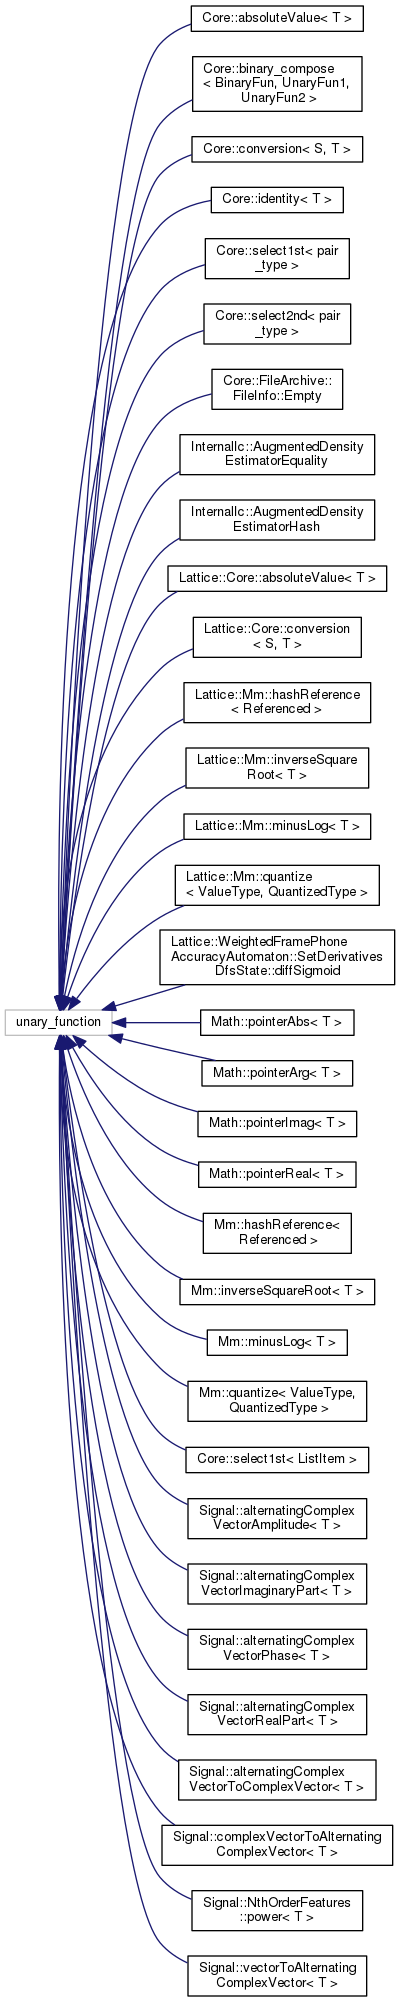 Core::absoluteValue< T >
Core::binary_compose
< BinaryFun, UnaryFun1,
UnaryFun2 >
Core::conversion< S, T >
Core::identity< T >
Core::select1st< pair
_type >
Core::select2nd< pair
_type >
Core::FileArchive::
FileInfo::Empty
Internallc::AugmentedDensity
EstimatorEquality
Internallc::AugmentedDensity
EstimatorHash
Lattice::Core::absoluteValue< T >
Lattice::Core::conversion
< S, T >
Lattice::Mm::hashReference
< Referenced >
Lattice::Mm::inverseSquare
Root< T >
Lattice::Mm::minusLog< T >
Lattice::Mm::quantize
< ValueType, QuantizedType >
Lattice::WeightedFramePhone
AccuracyAutomaton::SetDerivatives
DfsState::diffSigmoid
unary_function
Math::pointerAbs< T >
Math::pointerArg< T >
Math::pointerImag< T >
Math::pointerReal< T >
Mm::hashReference<
Referenced >
Mm::inverseSquareRoot< T >
Mm::minusLog< T >
Mm::quantize< ValueType,
QuantizedType >
Core::select1st< ListItem >
Signal::alternatingComplex
VectorAmplitude< T >
Signal::alternatingComplex
VectorImaginaryPart< T >
Signal::alternatingComplex
VectorPhase< T >
Signal::alternatingComplex
VectorRealPart< T >
Signal::alternatingComplex
VectorToComplexVector< T >
Signal::complexVectorToAlternating
ComplexVector< T >
Signal::NthOrderFeatures
::power< T >
Signal::vectorToAlternating
ComplexVector< T >